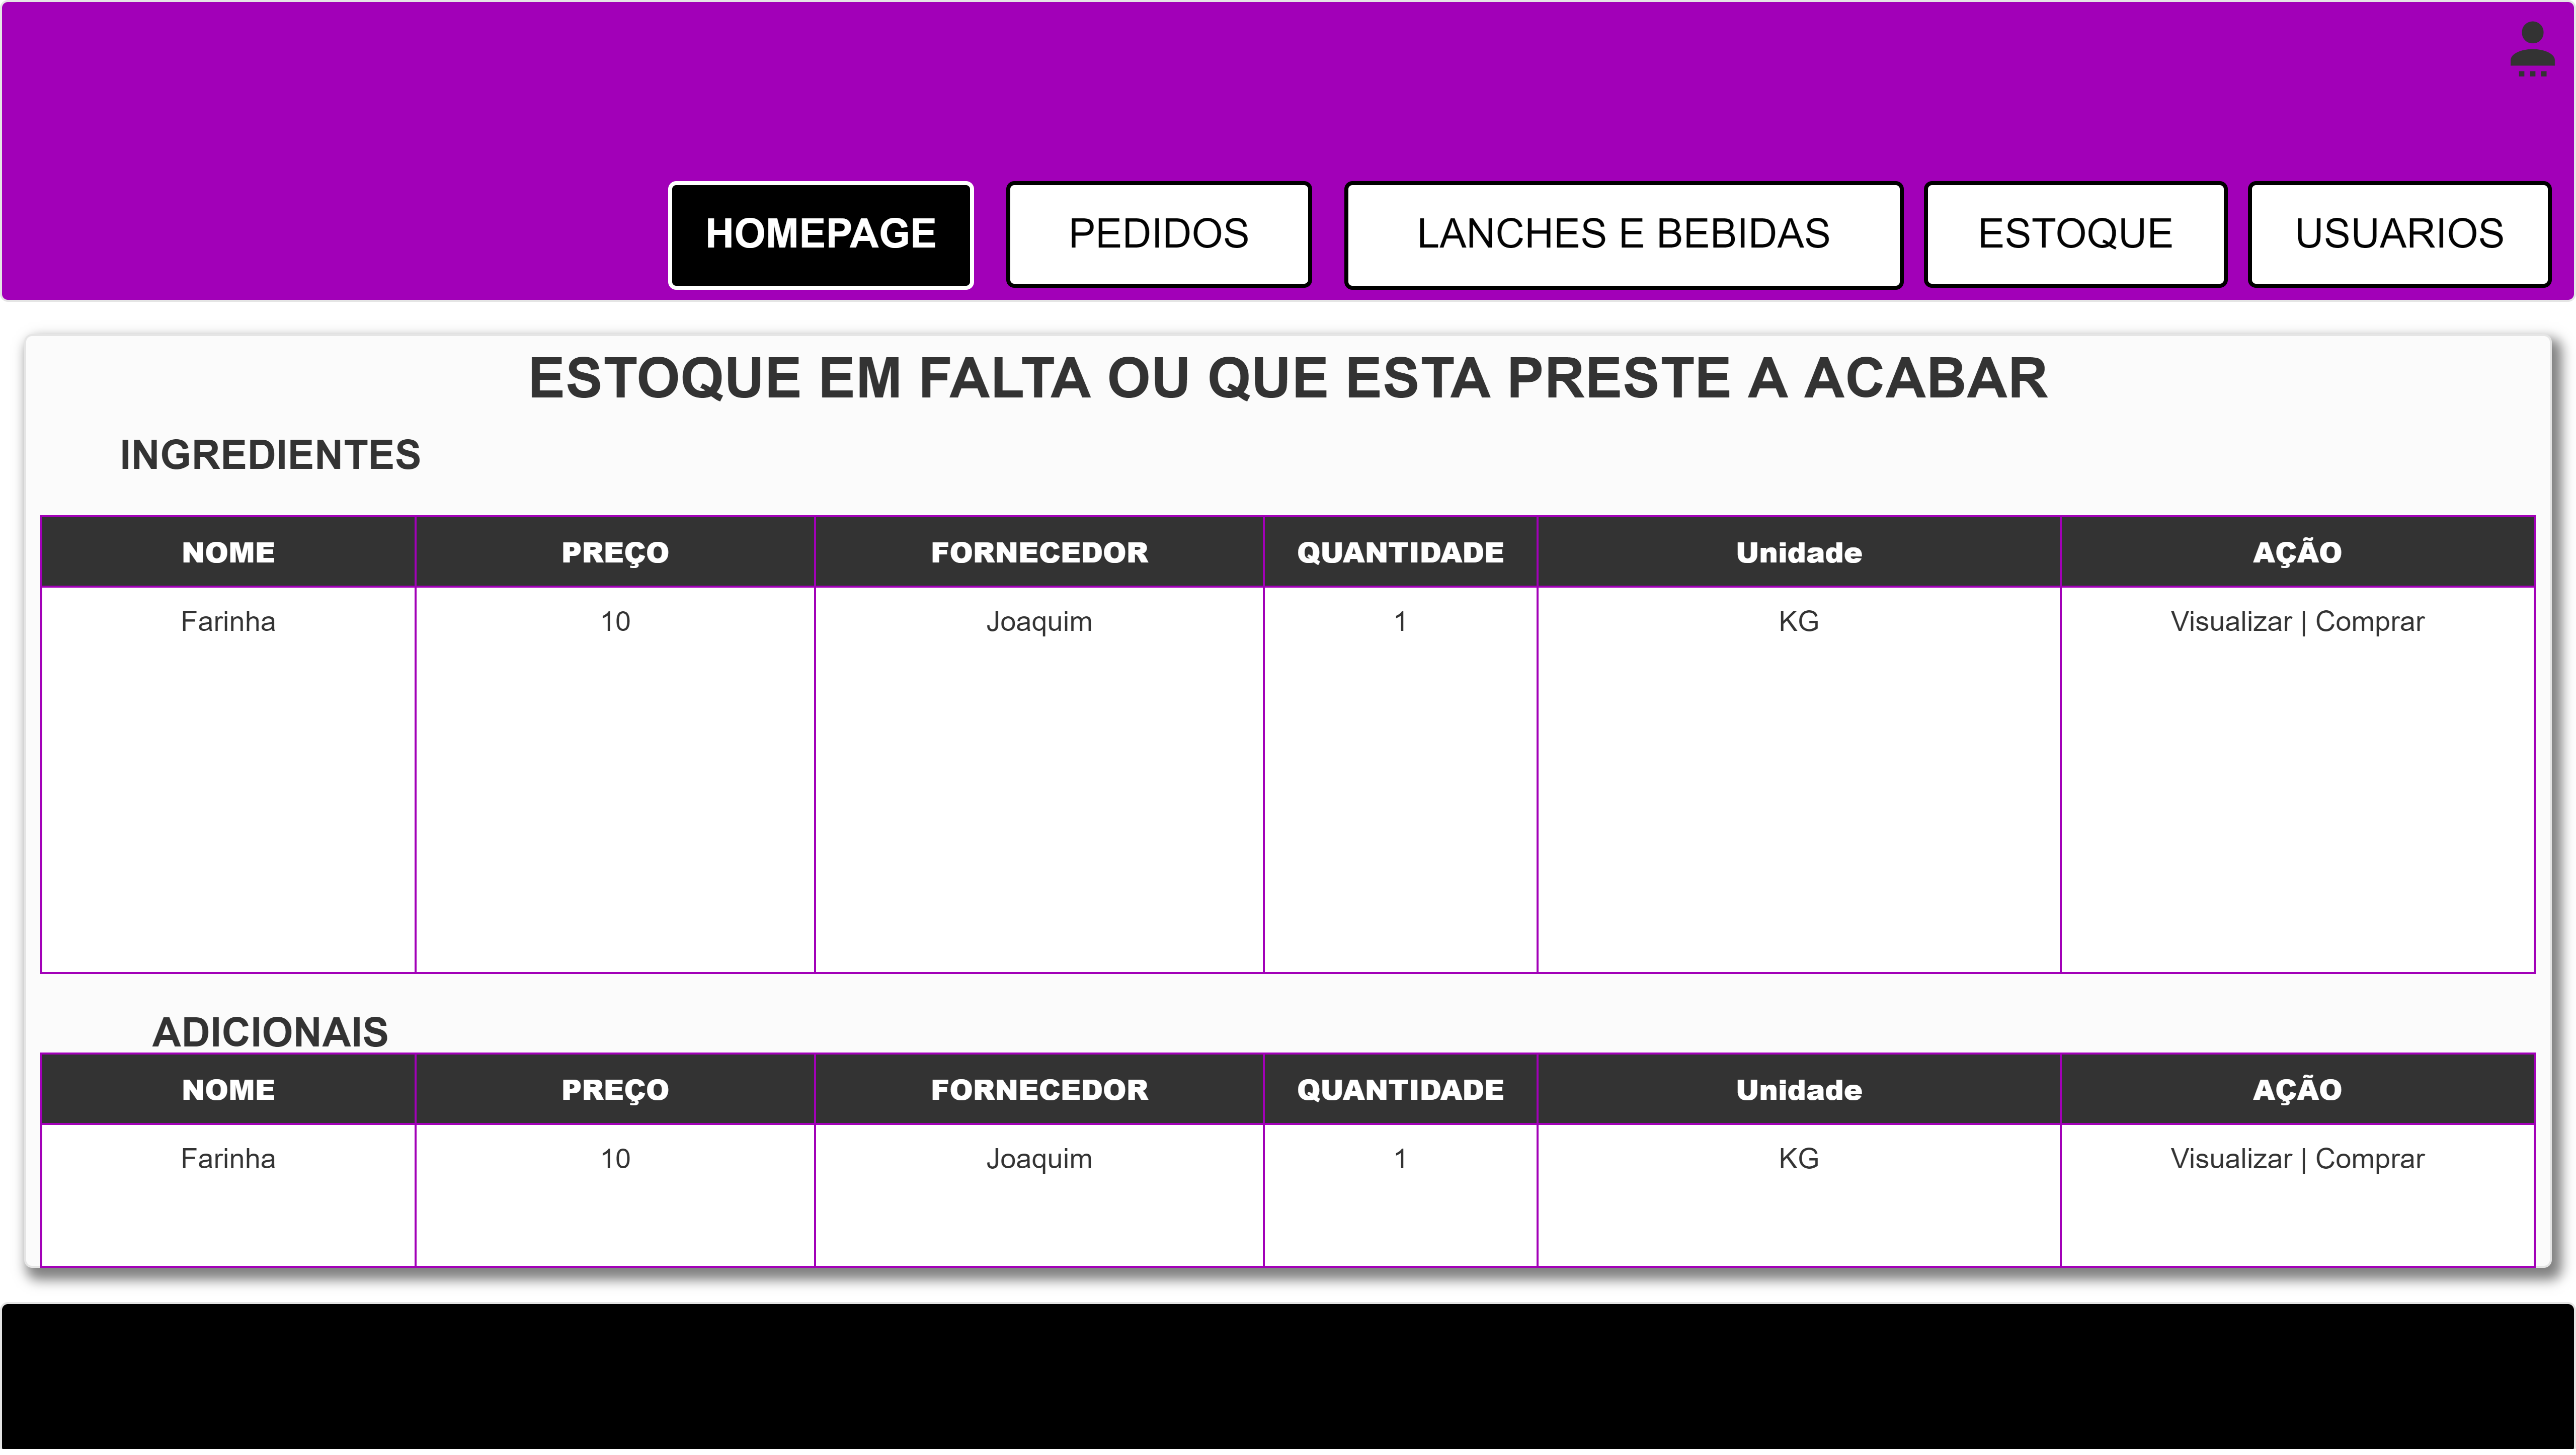 HOMEPAGE PEDIDOS LANCHES E BEBIDAS ESTOQUE USUARIOS
ESTOQUE EM FALTA OU QUE ESTA PRESTE A ACABAR
INGREDIENTES
NOME PREÇO FORNECEDOR QUANTIDADE Unidade AÇÃO
Farinha 10 Joaquim 1 KG Visualizar | Comprar
ADICIONAIS
NOME PREÇO FORNECEDOR QUANTIDADE Unidade AÇÃO
Farinha 10 Joaquim 1 KG Visualizar | Comprar